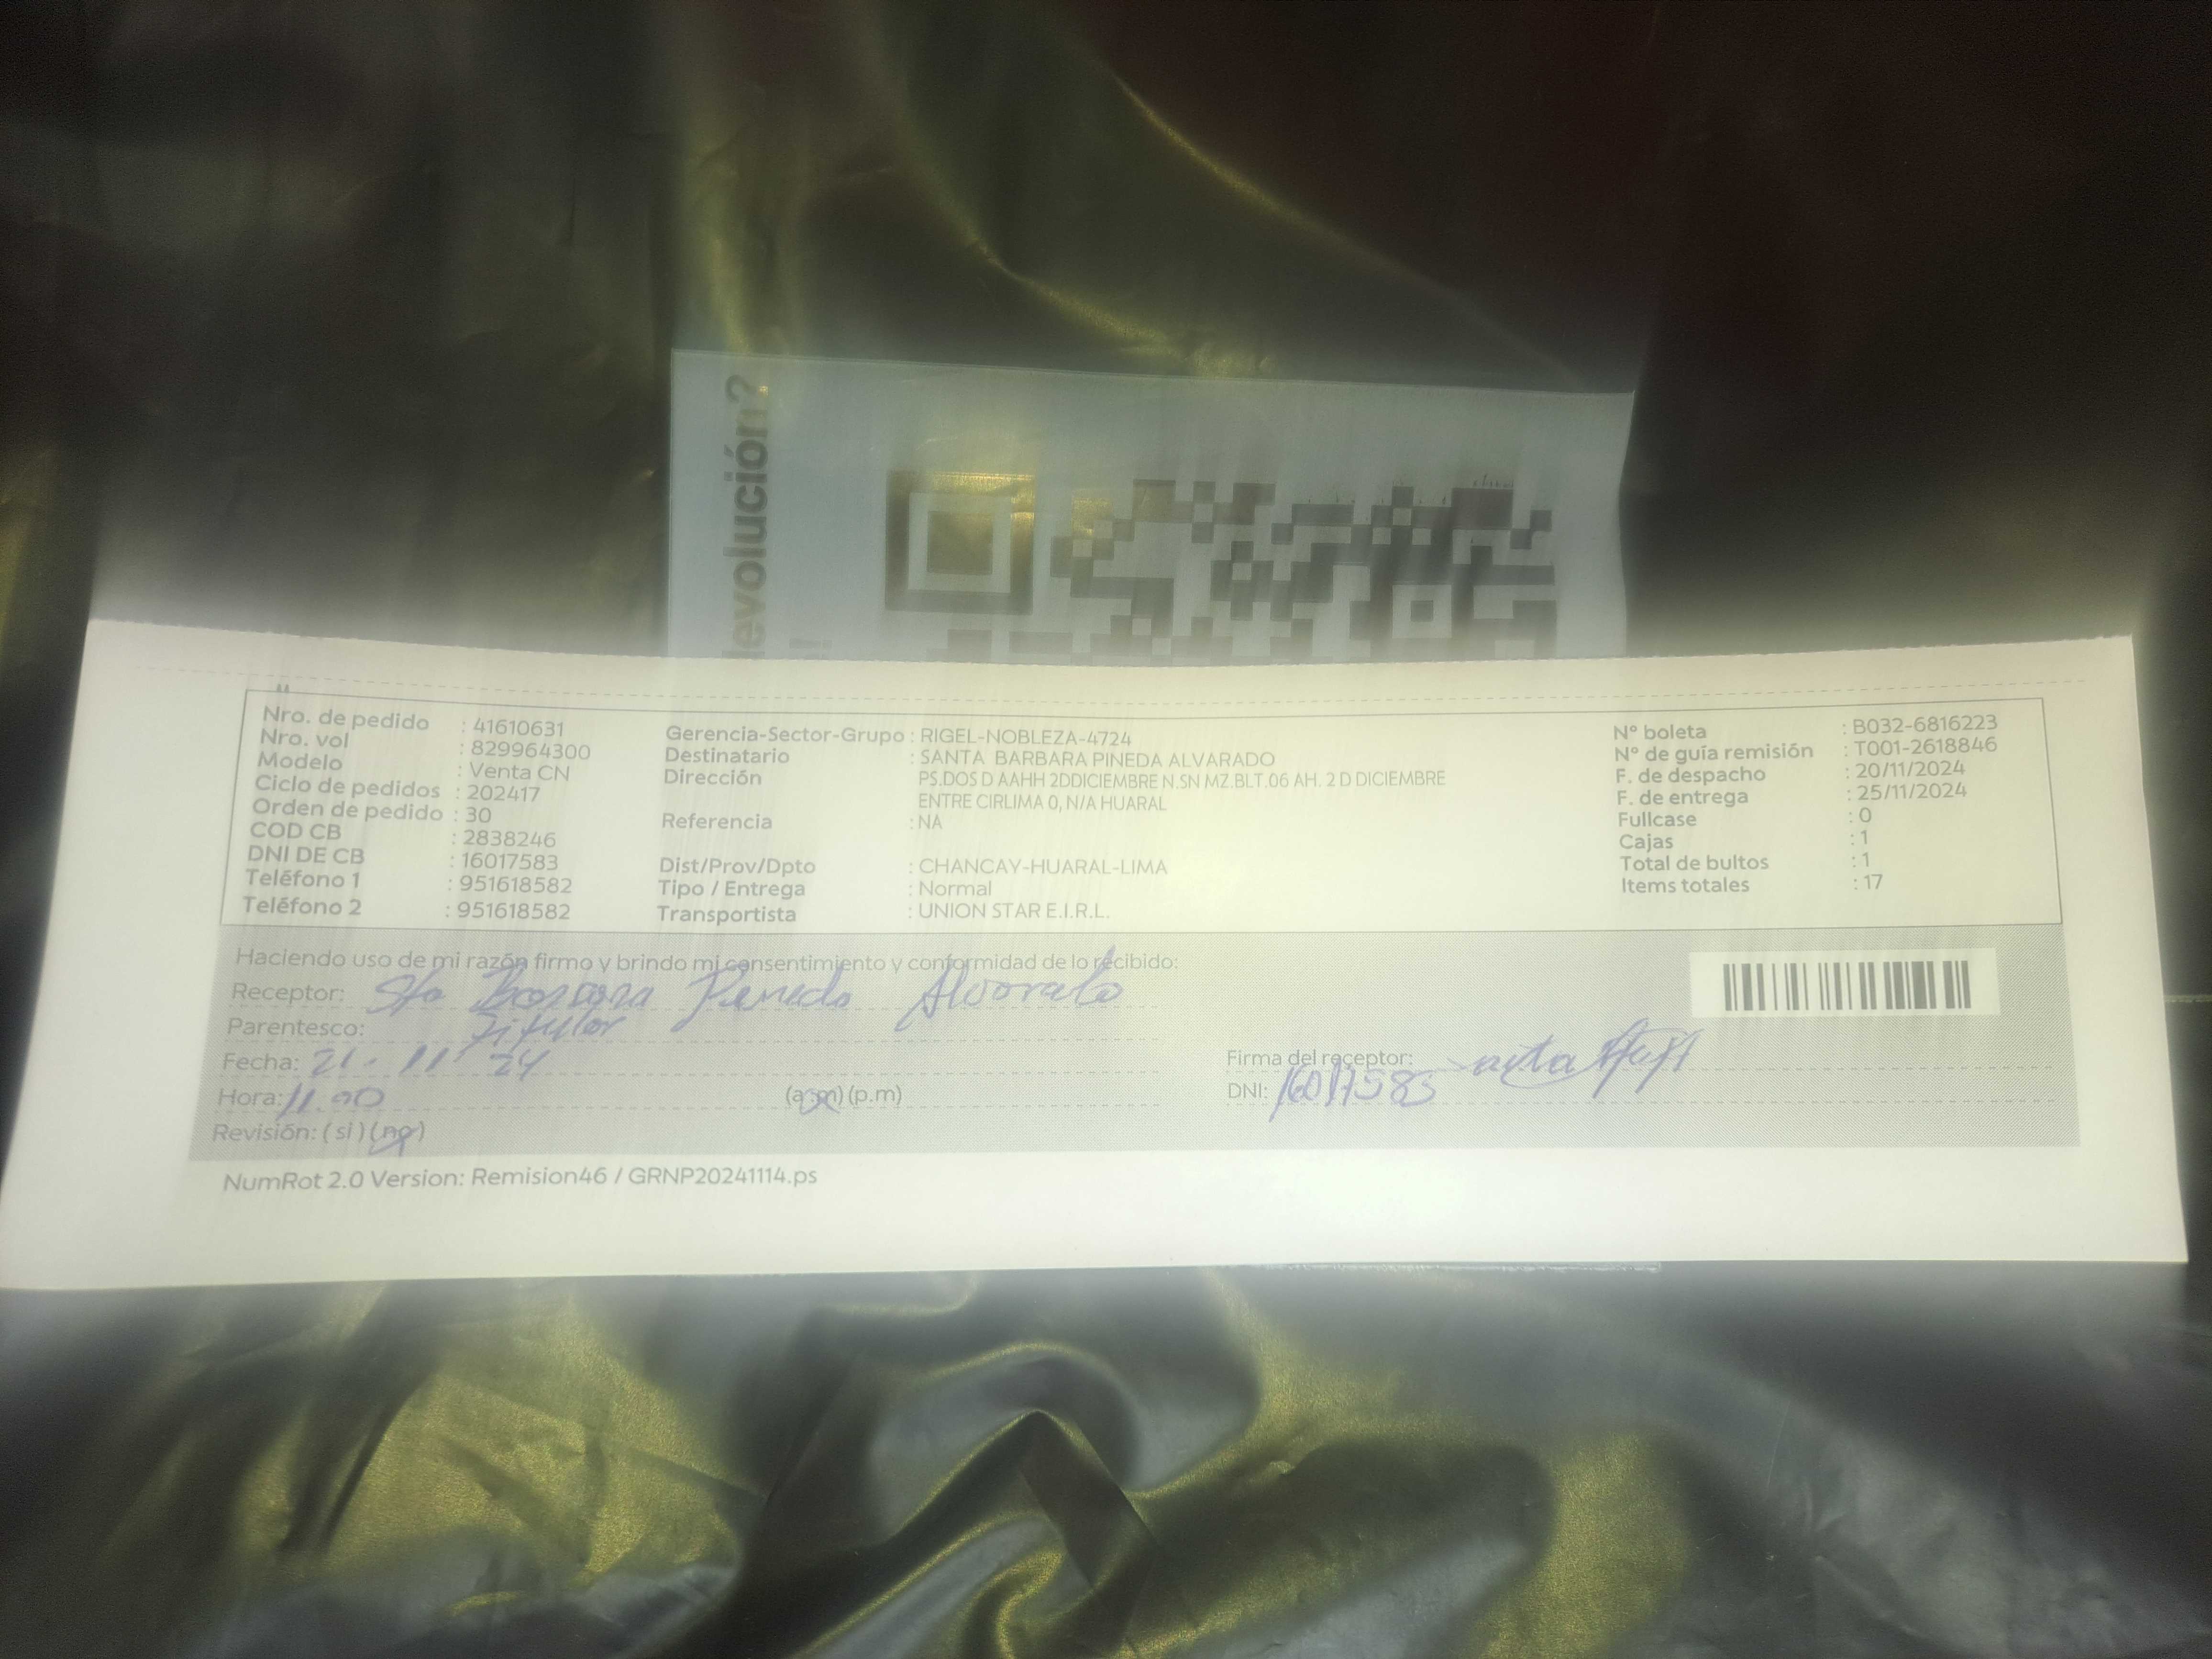 devolución?
!
Nro. de pedido : 41610631
Nro. vol : 829964300
Modelo : Venta CN
Ciclo de pedidos : 202417
Orden de pedido : 30
COD CB : 2838246
DNI DE CB : 16017583
Teléfono 1 : 951618582
Teléfono 2 : 951618582
Gerencia-Sector-Grupo : RIGEL-NOBLEZA-4724
Destinatario : SANTA BARBARA PINEDA ALVARADO
Dirección PS.DOS D AAHH 2DDICIEMBRE N.SN MZ.BLT.06 AH. 2 D DICIEMBRE
ENTRE CIRLIMA 0, N/A HUARAL
Referencia : NA
Dist/Prov/Dpto : CHANCAY-HUARAL-LIMA
Tipo / Entrega : Normal
Transportista : UNION STAR E.I.R.L.
N° boleta : B032-6816223
N° de guía remisión : T001-2618846
F. de despacho : 20/11/2024
F. de entrega : 25/11/2024
Fullcase : 0
Cajas : 1
Total de bultos : 1
Items totales : 17
Haciendo uso de mi razón firmo y brindo mi consentimiento y conformidad de lo recibido:
Receptor: Sta Barbara Pineda Alvarado
Parentesco: Titular
Fecha: 21 - 11 24
Hora: 11.00 (a.m) (p.m)
Revisión: ( si ) ( no )
Firma del receptor:
DNI: 16017583
NumRot 2.0 Version: Remision46 / GRNP20241114.ps